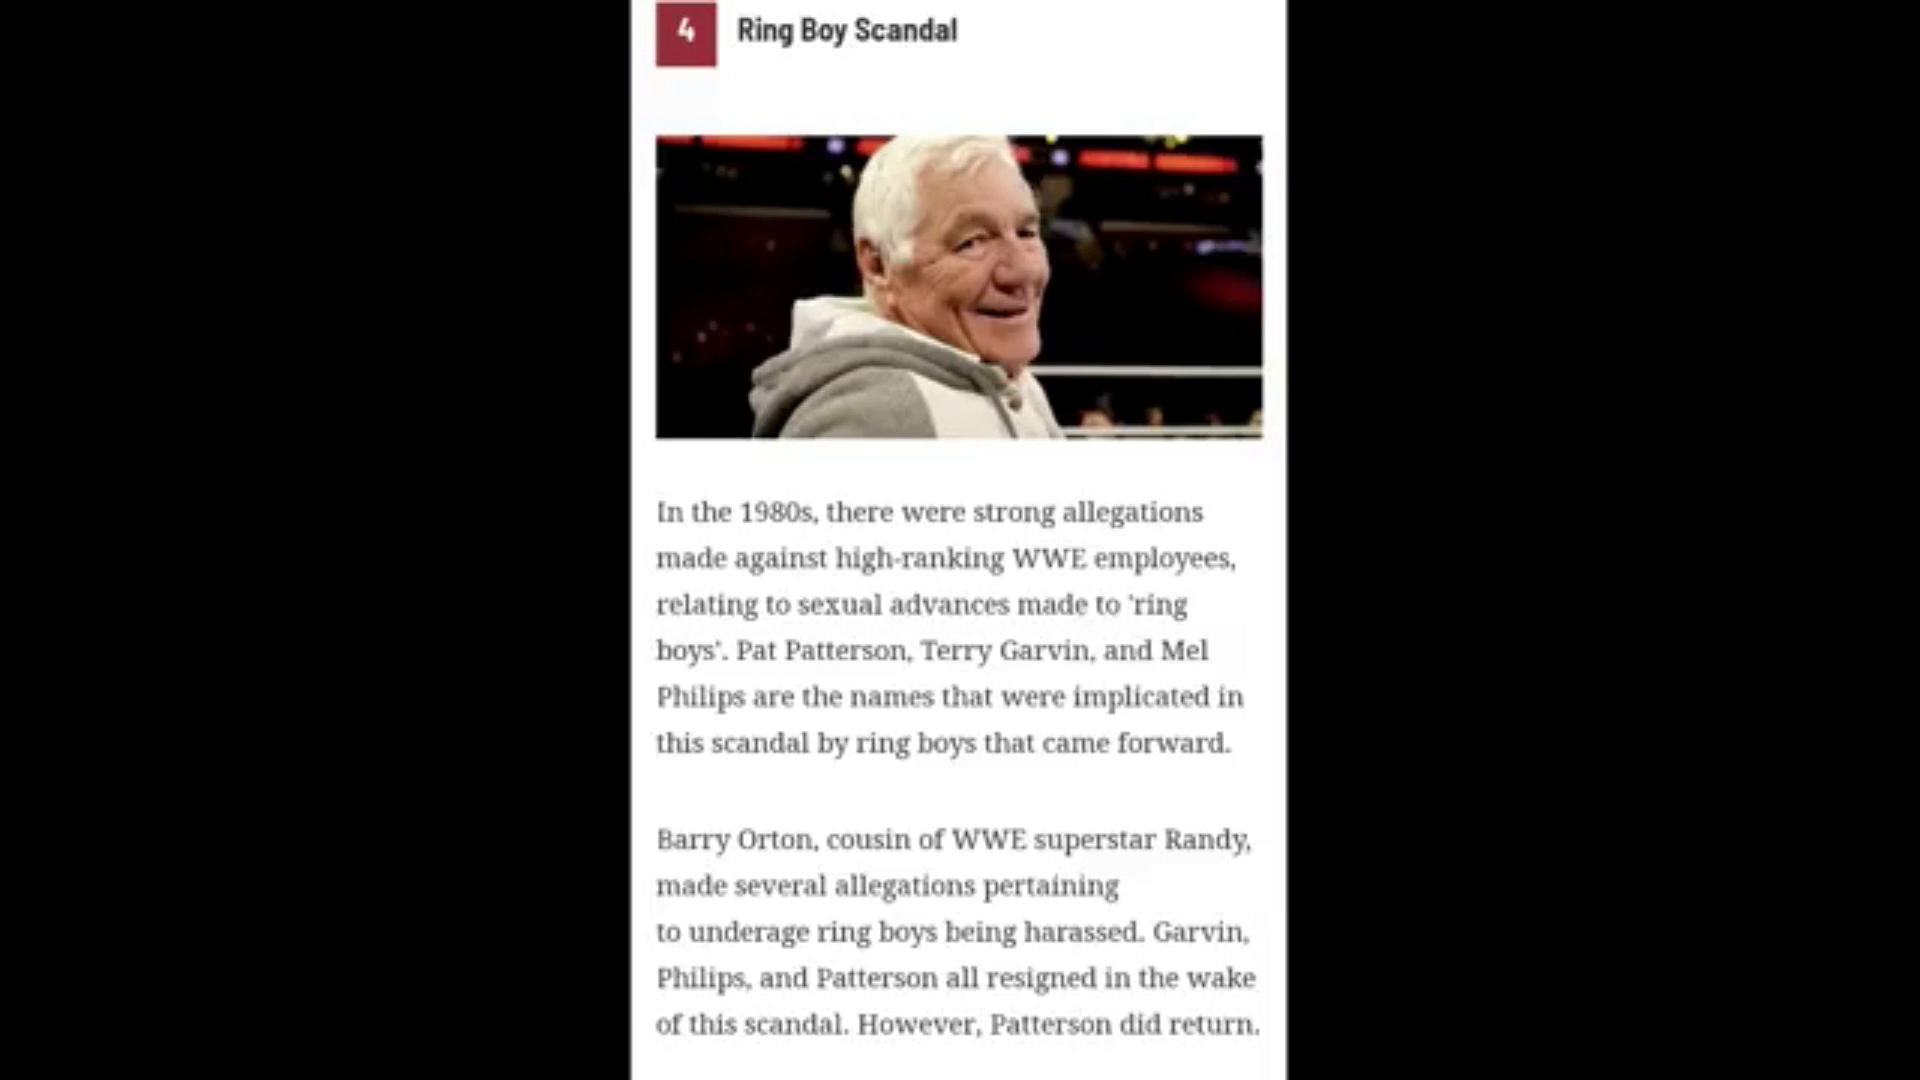 4 Ring Boy Scandal
In the 1980s, there were strong allegations
made against high-ranking WWE employees,
relating to sexual advances made to 'ring
boys'. Pat Patterson, Terry Garvin, and Mel
Philips are the names that were implicated in
this scandal by ring boys that came forward.
Barry Orton, cousin of WWE superstar Randy,
made several allegations pertaining
to underage ring boys being harassed. Garvin,
Philips, and Patterson all resigned in the wake
of this scandal. However, Patterson did return.